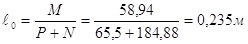 ℓ₀ = M / (P + N) = 58,94 / (65,5 + 184,88) = 0,235м